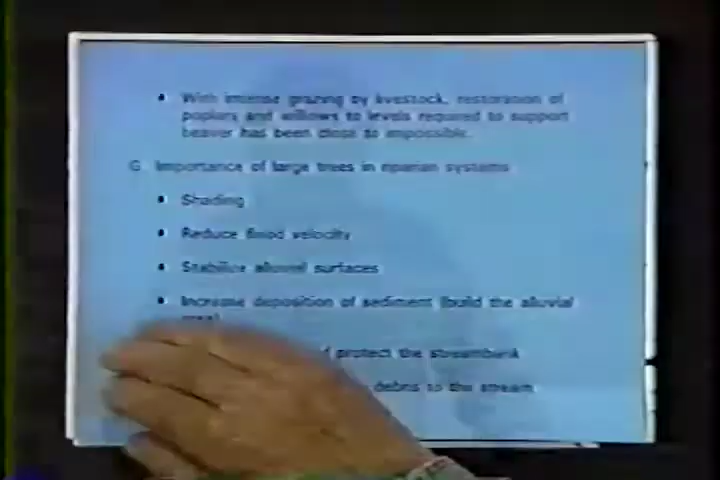 • With intense grazing by livestock, restoration of
poplars and willows to levels required to support
beaver has been close to impossible.
G. Importance of large trees in riparian systems
• Shading
• Reduce flood velocity
• Stabilize alluvial surfaces
• Increase deposition of sediment (build the alluvial
protect the streambank
debris to the stream